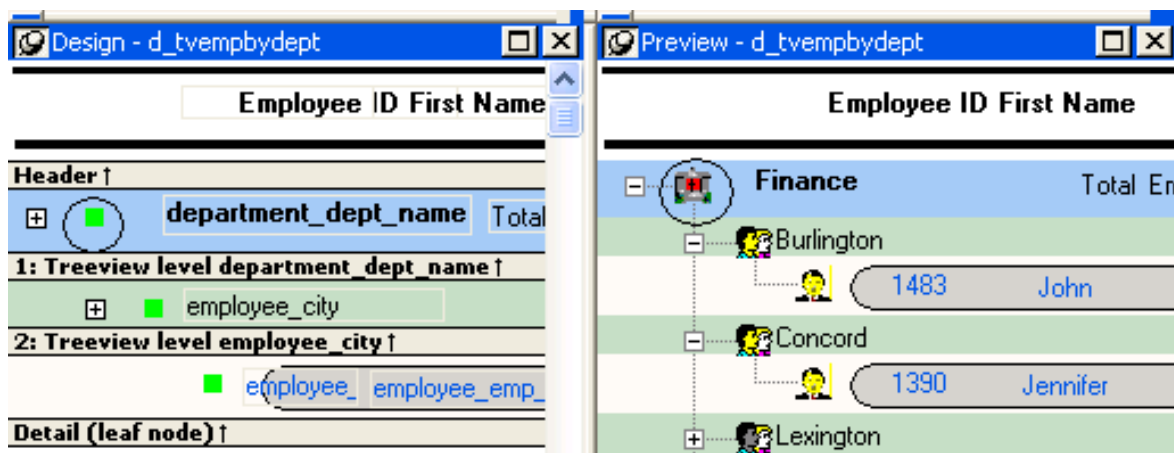 Design - d_tvempbydept
Employee ID First Name
Header ↑
department_dept_name Total
1: Treeview level department_dept_name ↑
employee_city
2: Treeview level employee_city ↑
employee_ employee_emp_
Detail (leaf node) ↑
Preview - d_tvempbydept
Employee ID First Name
Finance Total Em
Burlington
1483 John
Concord
1390 Jennifer
Lexington